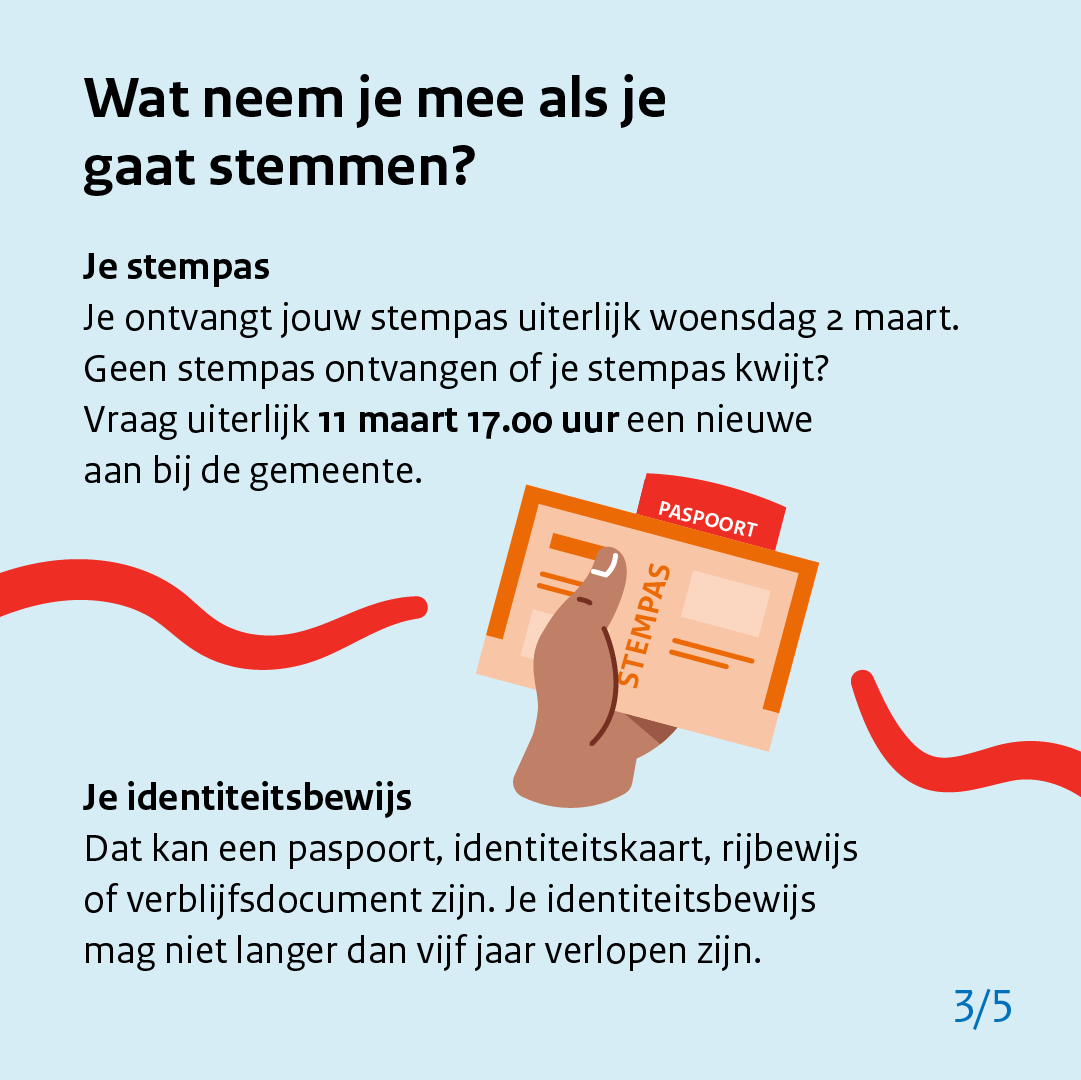 Wat neem je mee als je
gaat stemmen?
Je stempas
Je ontvangt jouw stempas uiterlijk woensdag 2 maart.
Geen stempas ontvangen of je stempas kwijt?
Vraag uiterlijk 11 maart 17.00 uur een nieuwe
aan bij de gemeente.
PASPOORT
STEMPAS
Je identiteitsbewijs
Dat kan een paspoort, identiteitskaart, rijbewijs
of verblijfsdocument zijn. Je identiteitsbewijs
mag niet langer dan vijf jaar verlopen zijn.
3/5